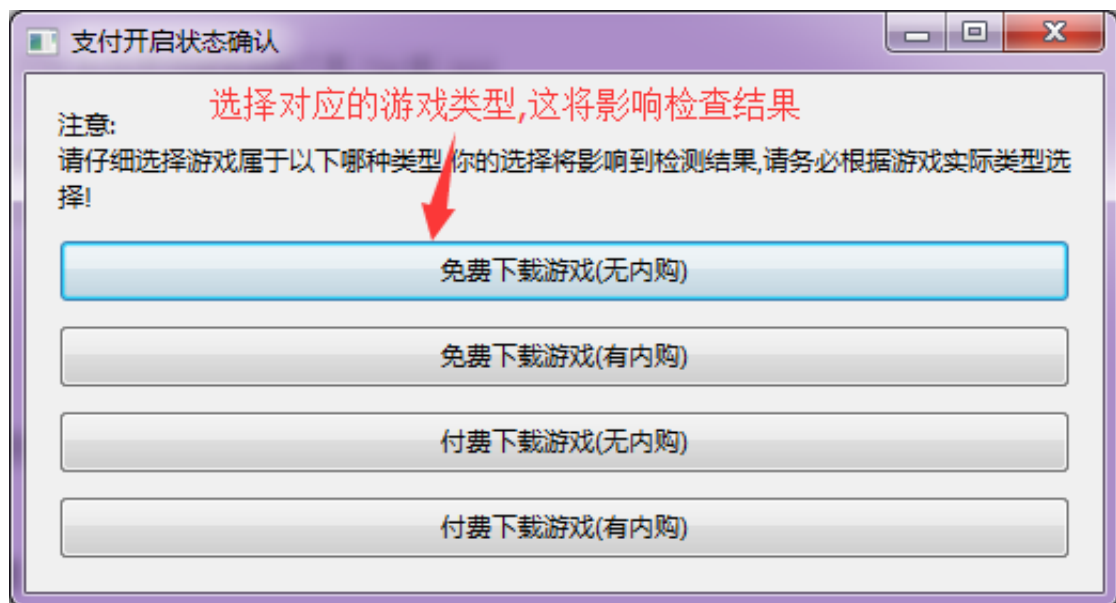 支付开启状态确认
选择对应的游戏类型,这将影响检查结果
注意:
请仔细选择游戏属于以下哪种类型,你的选择将影响到检测结果,请务必根据游戏实际类型选
择!
免费下载游戏(无内购)
免费下载游戏(有内购)
付费下载游戏(无内购)
付费下载游戏(有内购)